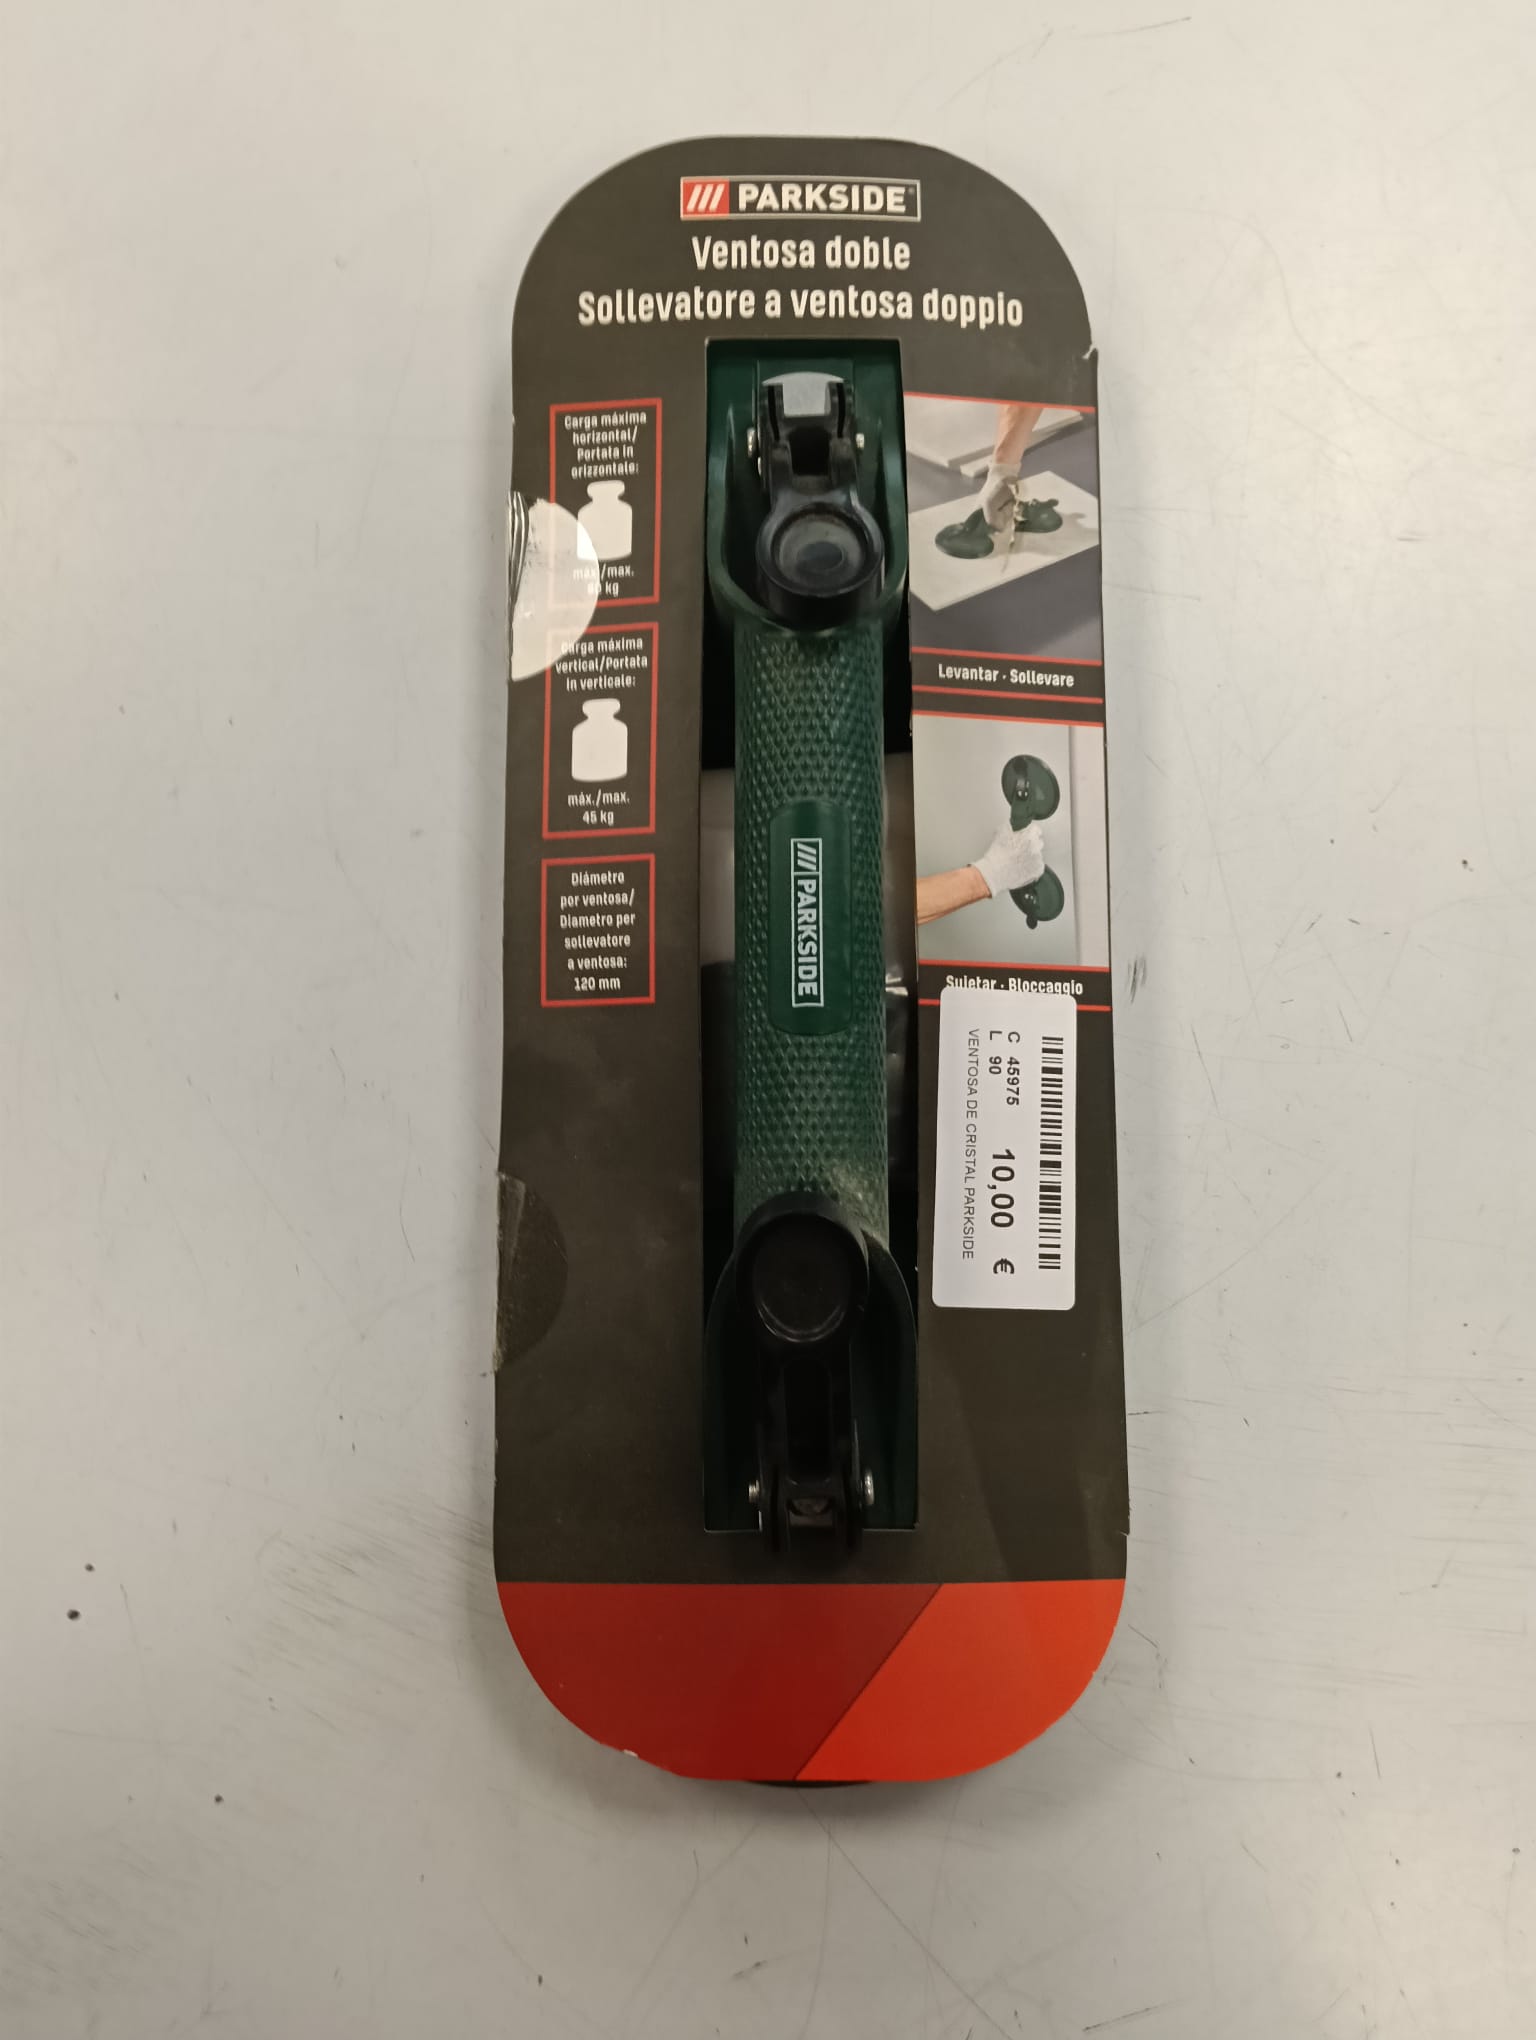 PARKSIDE
Ventosa doble
Sollevatore a ventosa doppio
Carga máxima
horizontal/
Portata in
orizzontale:
máx./max.
kg
Carga máxima
vertical/Portata
in verticale:
máx./max.
45 kg
Diámetro
por ventosa/
Diametro per
sollevatore
a ventosa:
120 mm
Levantar · Sollevare
Sujetar · Bloccaggio
PARKSIDE
C 45975
L 90
10,00 €
VENTOSA DE CRISTAL PARKSIDE